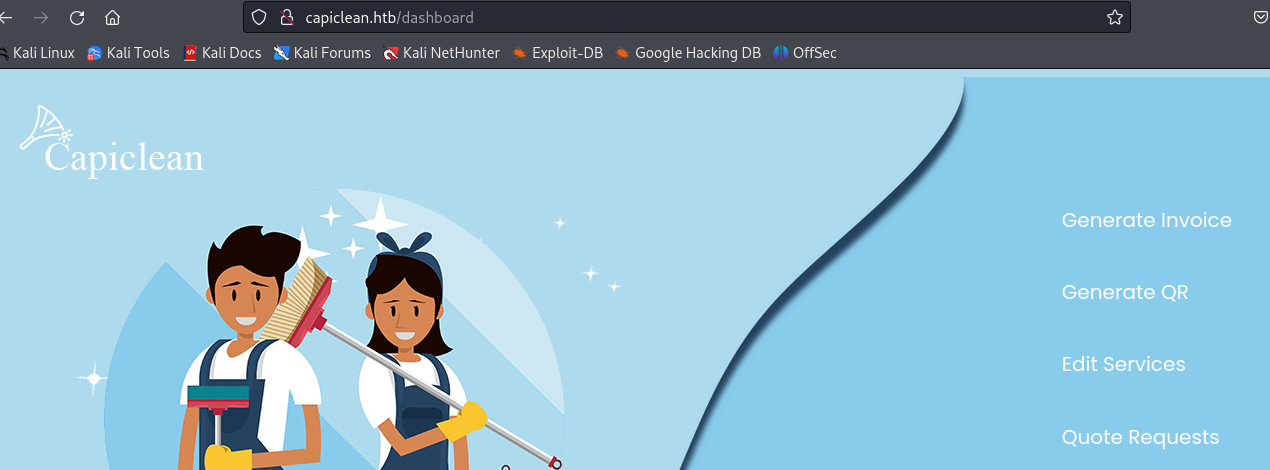 capiclean.htb/dashboard
Kali Linux Kali Tools Kali Docs Kali Forums Kali NetHunter Exploit-DB Google Hacking DB OffSec
Capiclean
Generate Invoice
Generate QR
Edit Services
Quote Requests